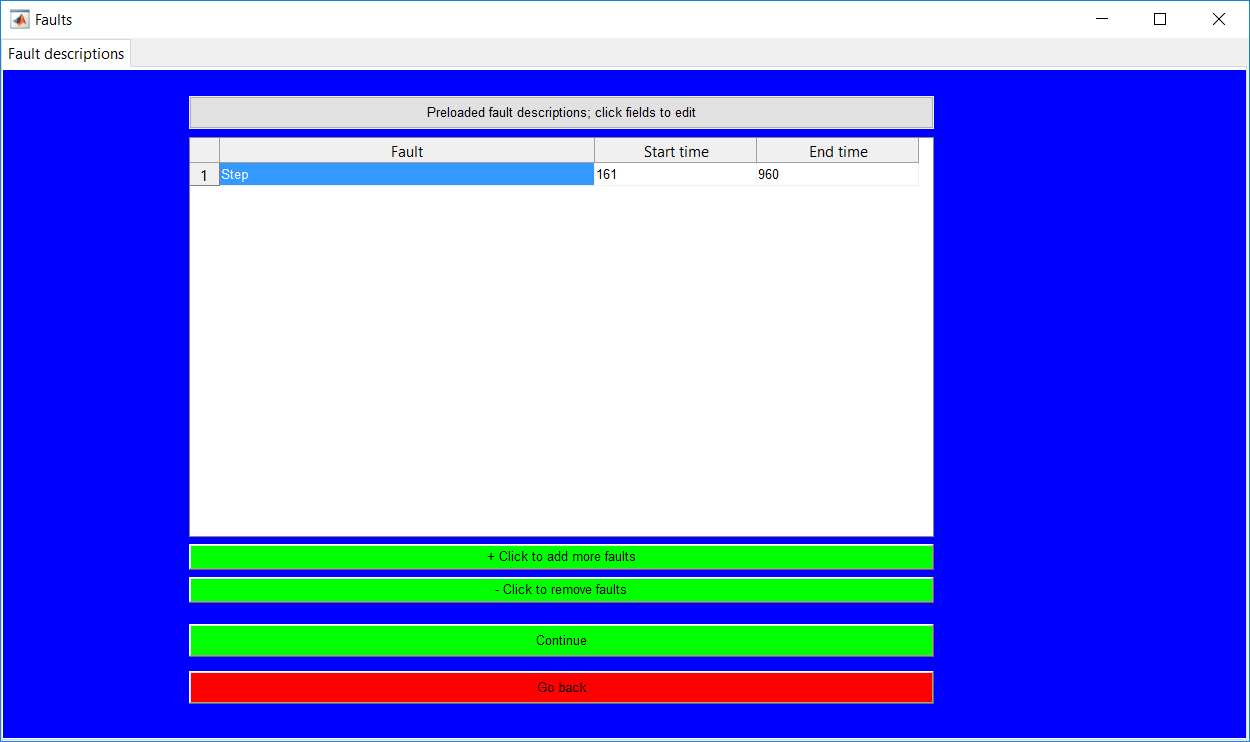 Faults
Fault descriptions
Preloaded fault descriptions; click fields to edit
Fault Start time End time
1 Step 161 960
+ Click to add more faults
- Click to remove faults
Continue
Go back